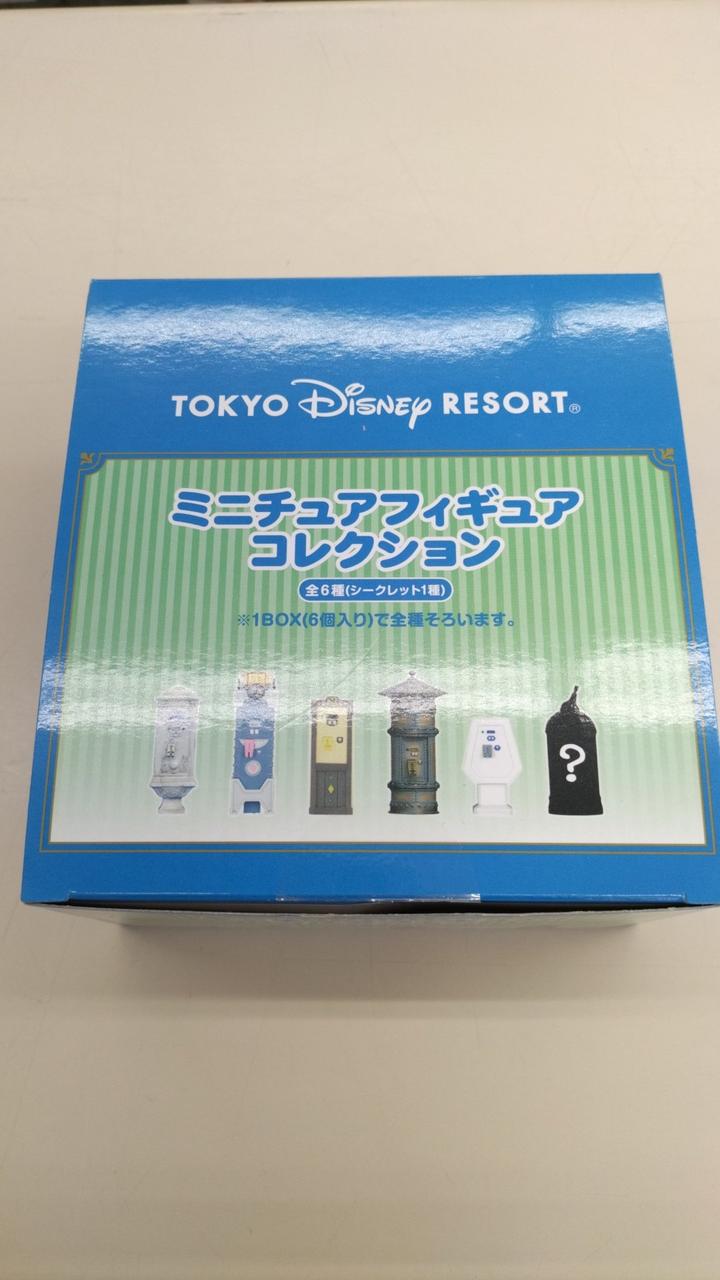 TOKYO Disney RESORT®
ミニチュアフィギュア
コレクション
全6種(シークレット1種)
※1BOX(6個入り)で全種そろいます。
?